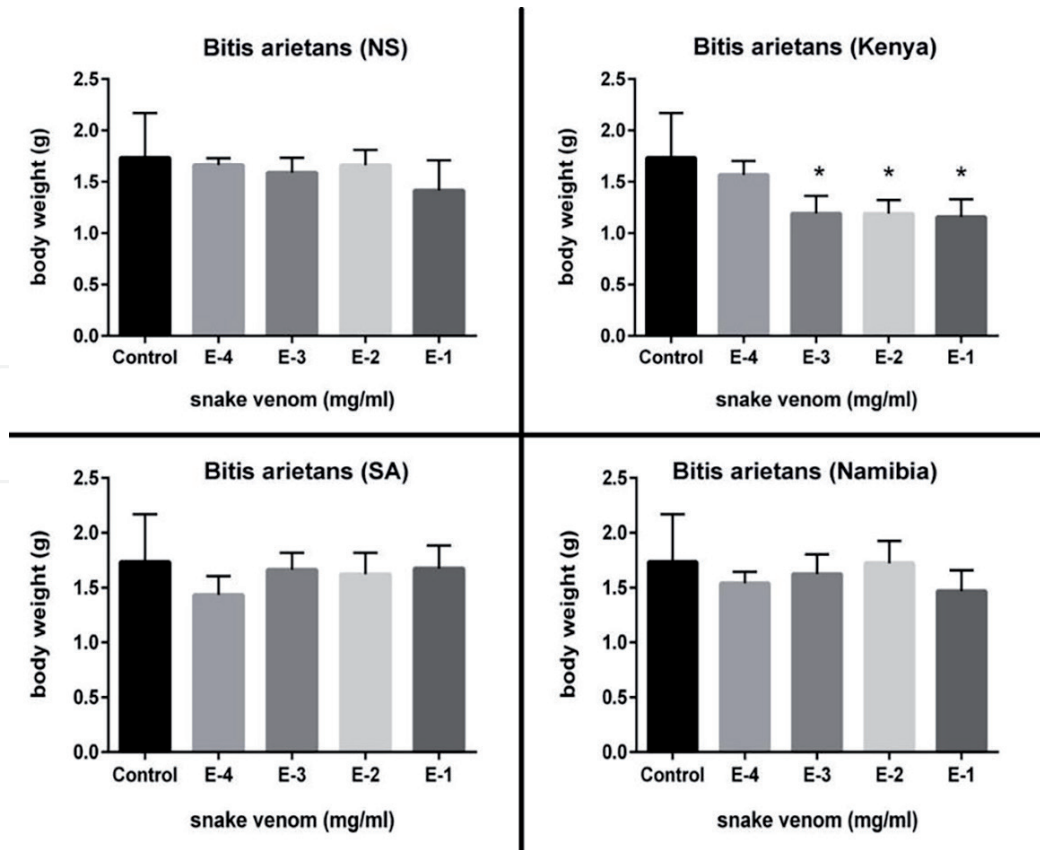 Bitis arietans (NS)
2.5
2.0
1.5
1.0
0.5
0.0
body weight (g)
Control E-4 E-3 E-2 E-1
snake venom (mg/ml)
Bitis arietans (Kenya)
2.5
2.0
1.5
1.0
0.5
0.0
body weight (g)
* * *
Control E-4 E-3 E-2 E-1
snake venom (mg/ml)
Bitis arietans (SA)
2.5
2.0
1.5
1.0
0.5
0.0
body weight (g)
Control E-4 E-3 E-2 E-1
snake venom (mg/ml)
Bitis arietans (Namibia)
2.5
2.0
1.5
1.0
0.5
0.0
body weight (g)
Control E-4 E-3 E-2 E-1
snake venom (mg/ml)